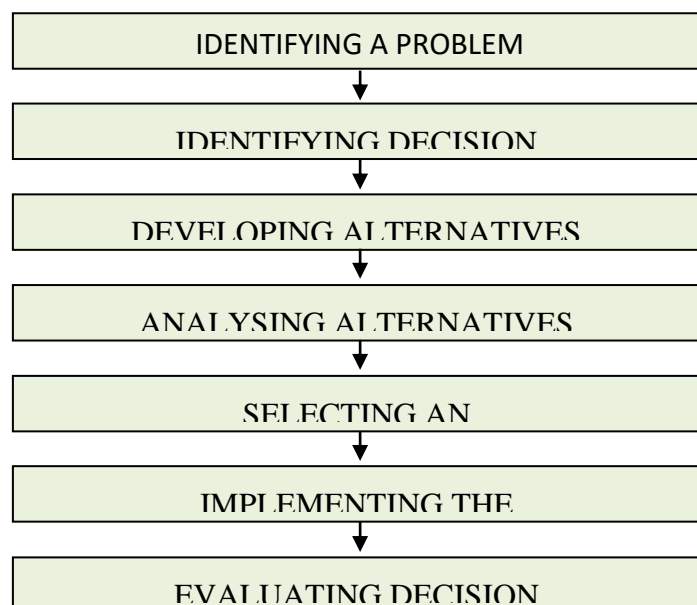 IDENTIFYING A PROBLEM
IDENTIFYING DECISION
DEVELOPING ALTERNATIVES
ANALYSING ALTERNATIVES
SELECTING AN
IMPLEMENTING THE
EVALUATING DECISION